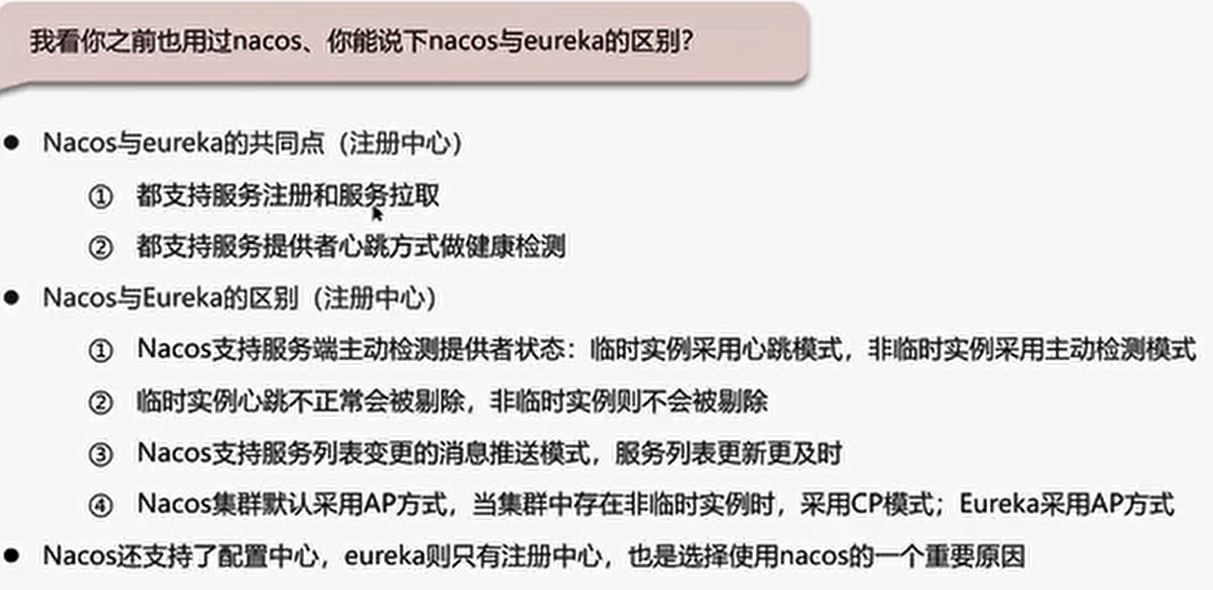 我看你之前也用过nacos、你能说下nacos与eureka的区别？
● Nacos与eureka的共同点（注册中心）
① 都支持服务注册和服务拉取
② 都支持服务提供者心跳方式做健康检测
● Nacos与Eureka的区别（注册中心）
① Nacos支持服务端主动检测提供者状态：临时实例采用心跳模式，非临时实例采用主动检测模式
② 临时实例心跳不正常会被剔除，非临时实例则不会被剔除
③ Nacos支持服务列表变更的消息推送模式，服务列表更新更及时
④ Nacos集群默认采用AP方式，当集群中存在非临时实例时，采用CP模式；Eureka采用AP方式
● Nacos还支持了配置中心，eureka则只有注册中心，也是选择使用nacos的一个重要原因